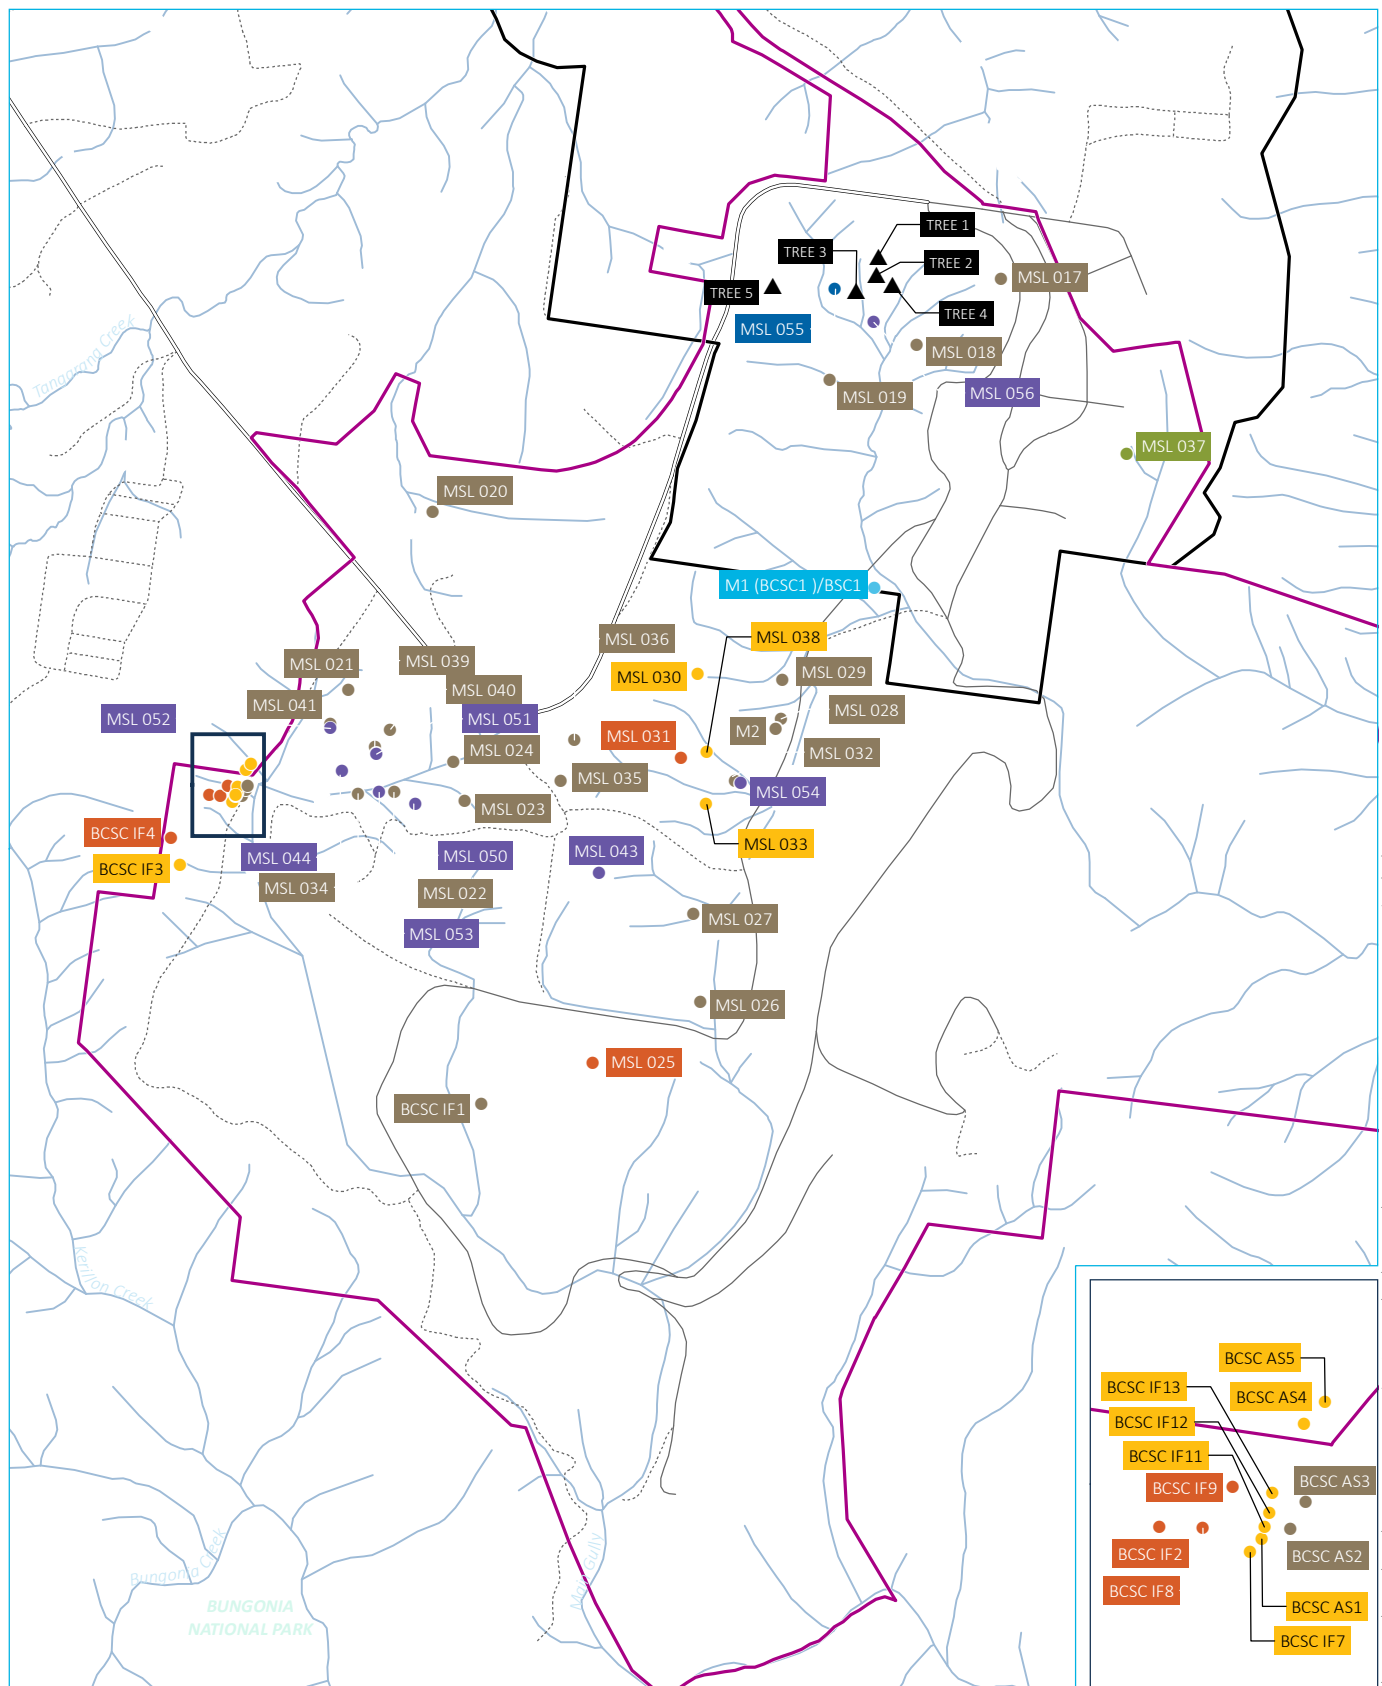 TREE 1
TREE 3
TREE 2
MSL 017
TREE 5
TREE 4
MSL 055
MSL 018
Tangarang Creek
MSL 056
MSL 019
MSL 037
MSL 020
M1 (BCSC1 )/BSC1
MSL 038
MSL 036
MSL 021
MSL 039
MSL 029
MSL 030
MSL 040
MSL 041
MSL 028
MSL 052
MSL 051
M2
MSL 031
MSL 024
MSL 032
MSL 035
MSL 054
MSL 023
BCSC IF4
MSL 033
MSL 043
MSL 044
MSL 050
BCSC IF3
MSL 034
MSL 022
MSL 027
MSL 053
MSL 026
MSL 025
BCSC IF1
Kerillon Creek
BCSC AS5
BCSC IF13
BCSC AS4
BCSC IF12
BCSC IF11
BCSC AS3
BCSC IF9
BCSC IF2
BCSC AS2
BCSC IF8
BCSC AS1
BCSC IF7
Bungonia Creek
Main Gully
BUNGONIA
NATIONAL PARK